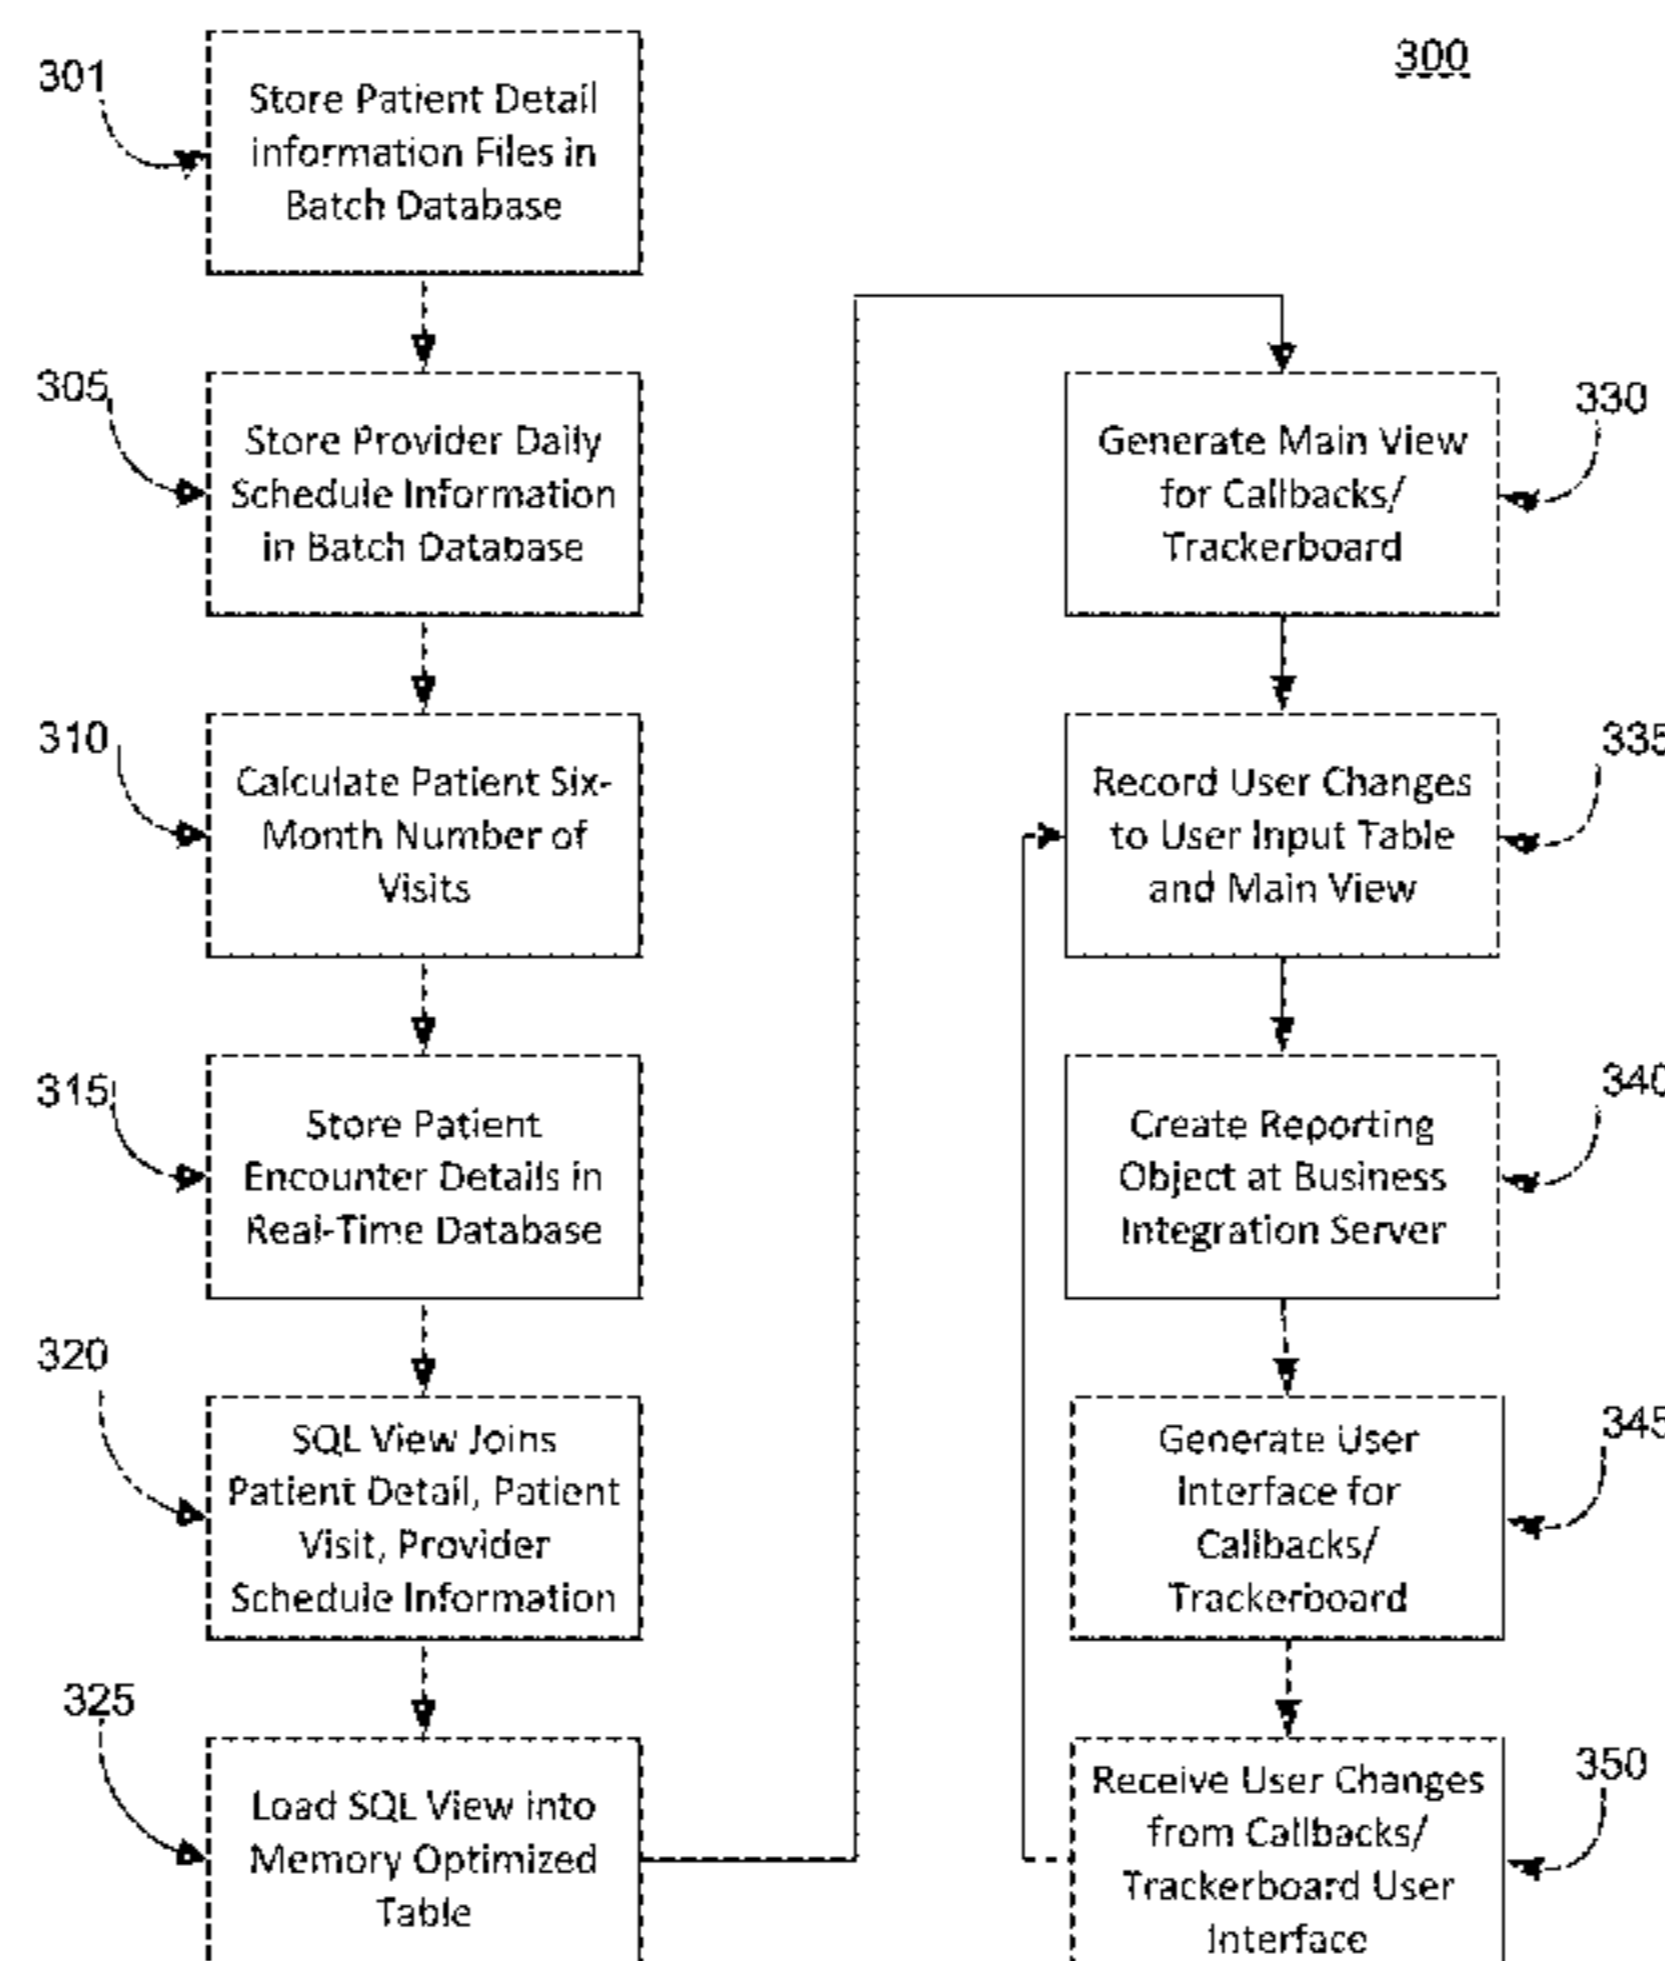 300
301
Store Patient Detail
Information Files in
Batch Database
305
Store Provider Daily
Schedule Information
in Batch Database
310
Calculate Patient Six-
Month Number of
Visits
315
Store Patient
Encounter Details in
Real-Time Database
320
SQL View Joins
Patient Detail, Patient
Visit, Provider
Schedule Information
325
Load SQL View into
Memory Optimized
Table
330
Generate Main View
for Callbacks/
Trackerboard
335
Record User Changes
to User Input Table
and Main View
340
Create Reporting
Object at Business
Integration Server
345
Generate User
Interface for
Callbacks/
Trackerboard
350
Receive User Changes
from Callbacks/
Trackerboard User
Interface